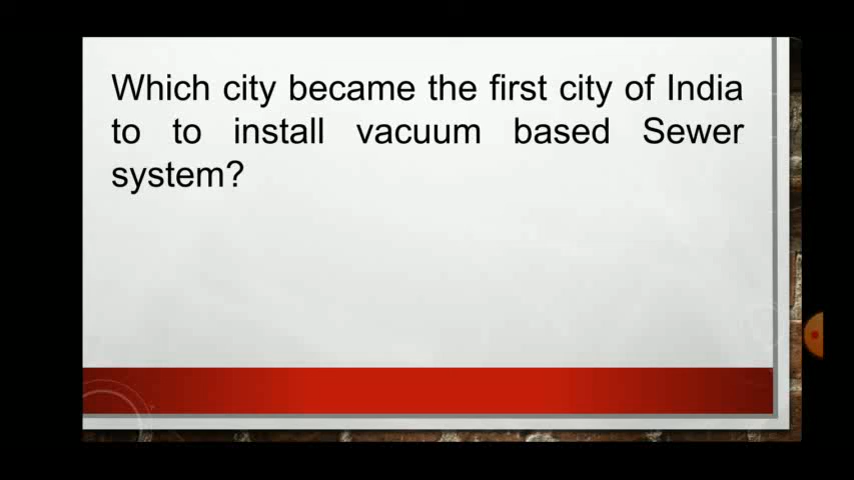 Which city became the first city of India
to to install vacuum based Sewer
system?